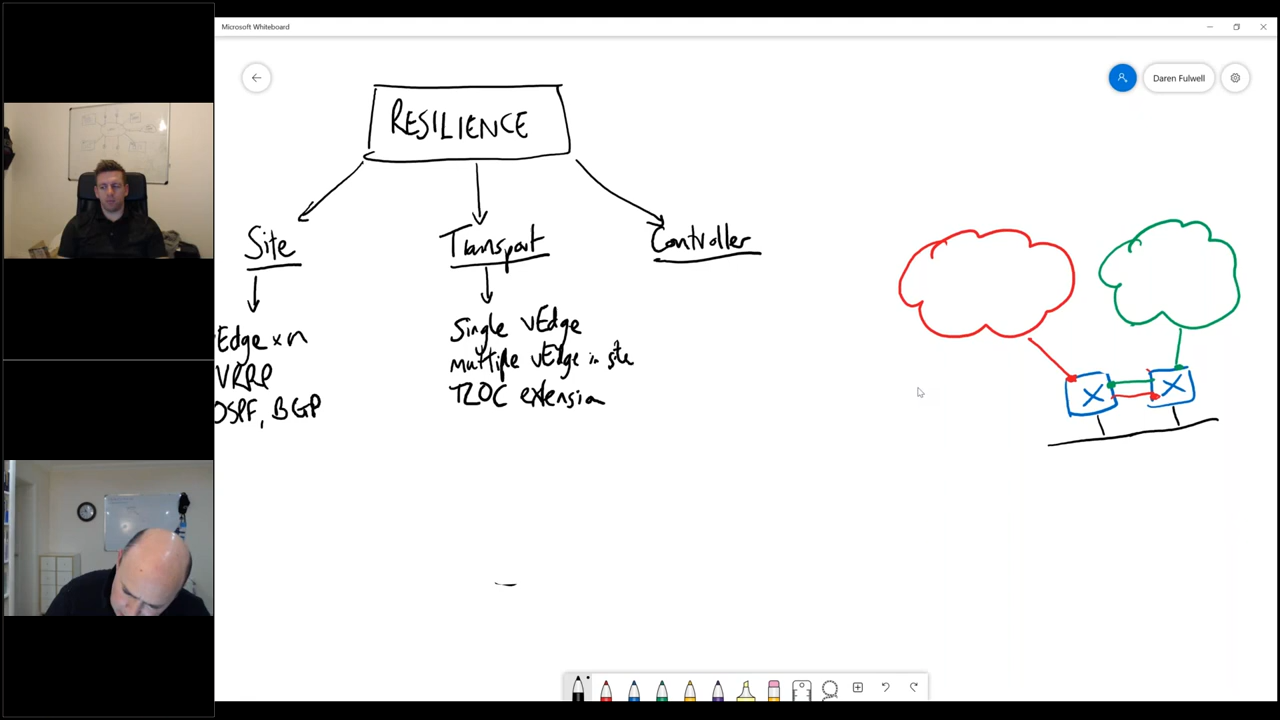 Microsoft Whiteboard
Daren Fulwell
RESILIENCE
Site
Transport
Controller
Edge x n
VRRP
OSPF, BGP
Single vEdge
multiple vEdge in site
TLOC extension